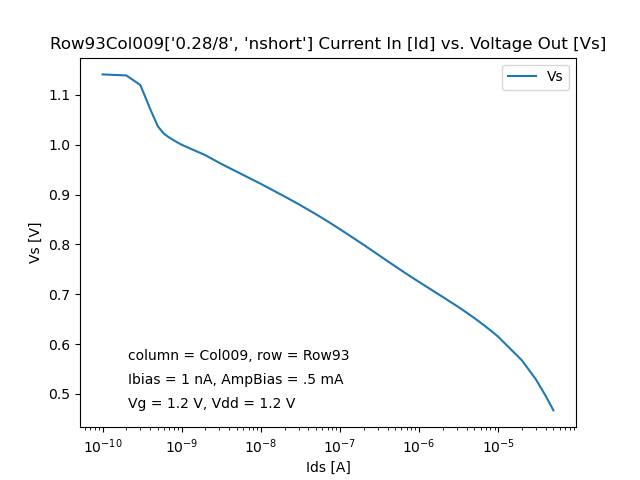 Row93Col009['0.28/8', 'nshort'] Current In [Id] vs. Voltage Out [Vs]
Vs
1.1
1.0
0.9
0.8
0.7
0.6
0.5
Vs [V]
column = Col009, row = Row93
Ibias = 1 nA, AmpBias = .5 mA
Vg = 1.2 V, Vdd = 1.2 V
10⁻¹⁰ 10⁻⁹ 10⁻⁸ 10⁻⁷ 10⁻⁶ 10⁻⁵
Ids [A]